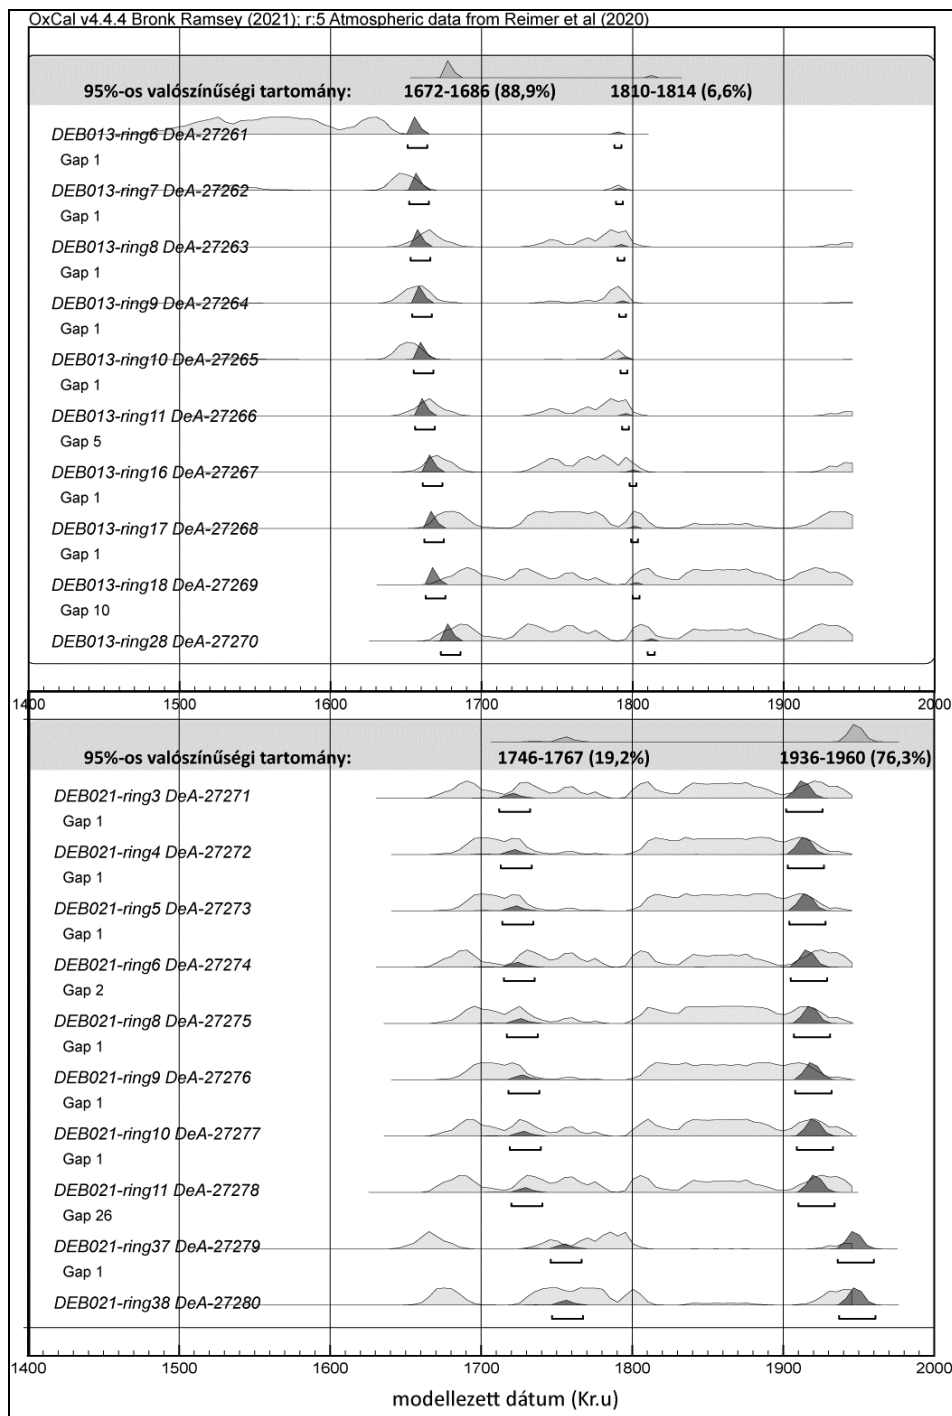 OxCal v4.4.4 Bronk Ramsey (2021); r:5 Atmospheric data from Reimer et al (2020)
95%-os valószínűségi tartomány: 1672-1686 (88,9%) 1810-1814 (6,6%)
DEB013-ring6 DeA-27261
Gap 1
DEB013-ring7 DeA-27262
Gap 1
DEB013-ring8 DeA-27263
Gap 1
DEB013-ring9 DeA-27264
Gap 1
DEB013-ring10 DeA-27265
Gap 1
DEB013-ring11 DeA-27266
Gap 5
DEB013-ring16 DeA-27267
Gap 1
DEB013-ring17 DeA-27268
Gap 1
DEB013-ring18 DeA-27269
Gap 10
DEB013-ring28 DeA-27270
1400 1500 1600 1700 1800 1900 2000
95%-os valószínűségi tartomány: 1746-1767 (19,2%) 1936-1960 (76,3%)
DEB021-ring3 DeA-27271
Gap 1
DEB021-ring4 DeA-27272
Gap 1
DEB021-ring5 DeA-27273
Gap 1
DEB021-ring6 DeA-27274
Gap 2
DEB021-ring8 DeA-27275
Gap 1
DEB021-ring9 DeA-27276
Gap 1
DEB021-ring10 DeA-27277
Gap 1
DEB021-ring11 DeA-27278
Gap 26
DEB021-ring37 DeA-27279
Gap 1
DEB021-ring38 DeA-27280
1400 1500 1600 1700 1800 1900 2000
modellezett dátum (Kr.u)